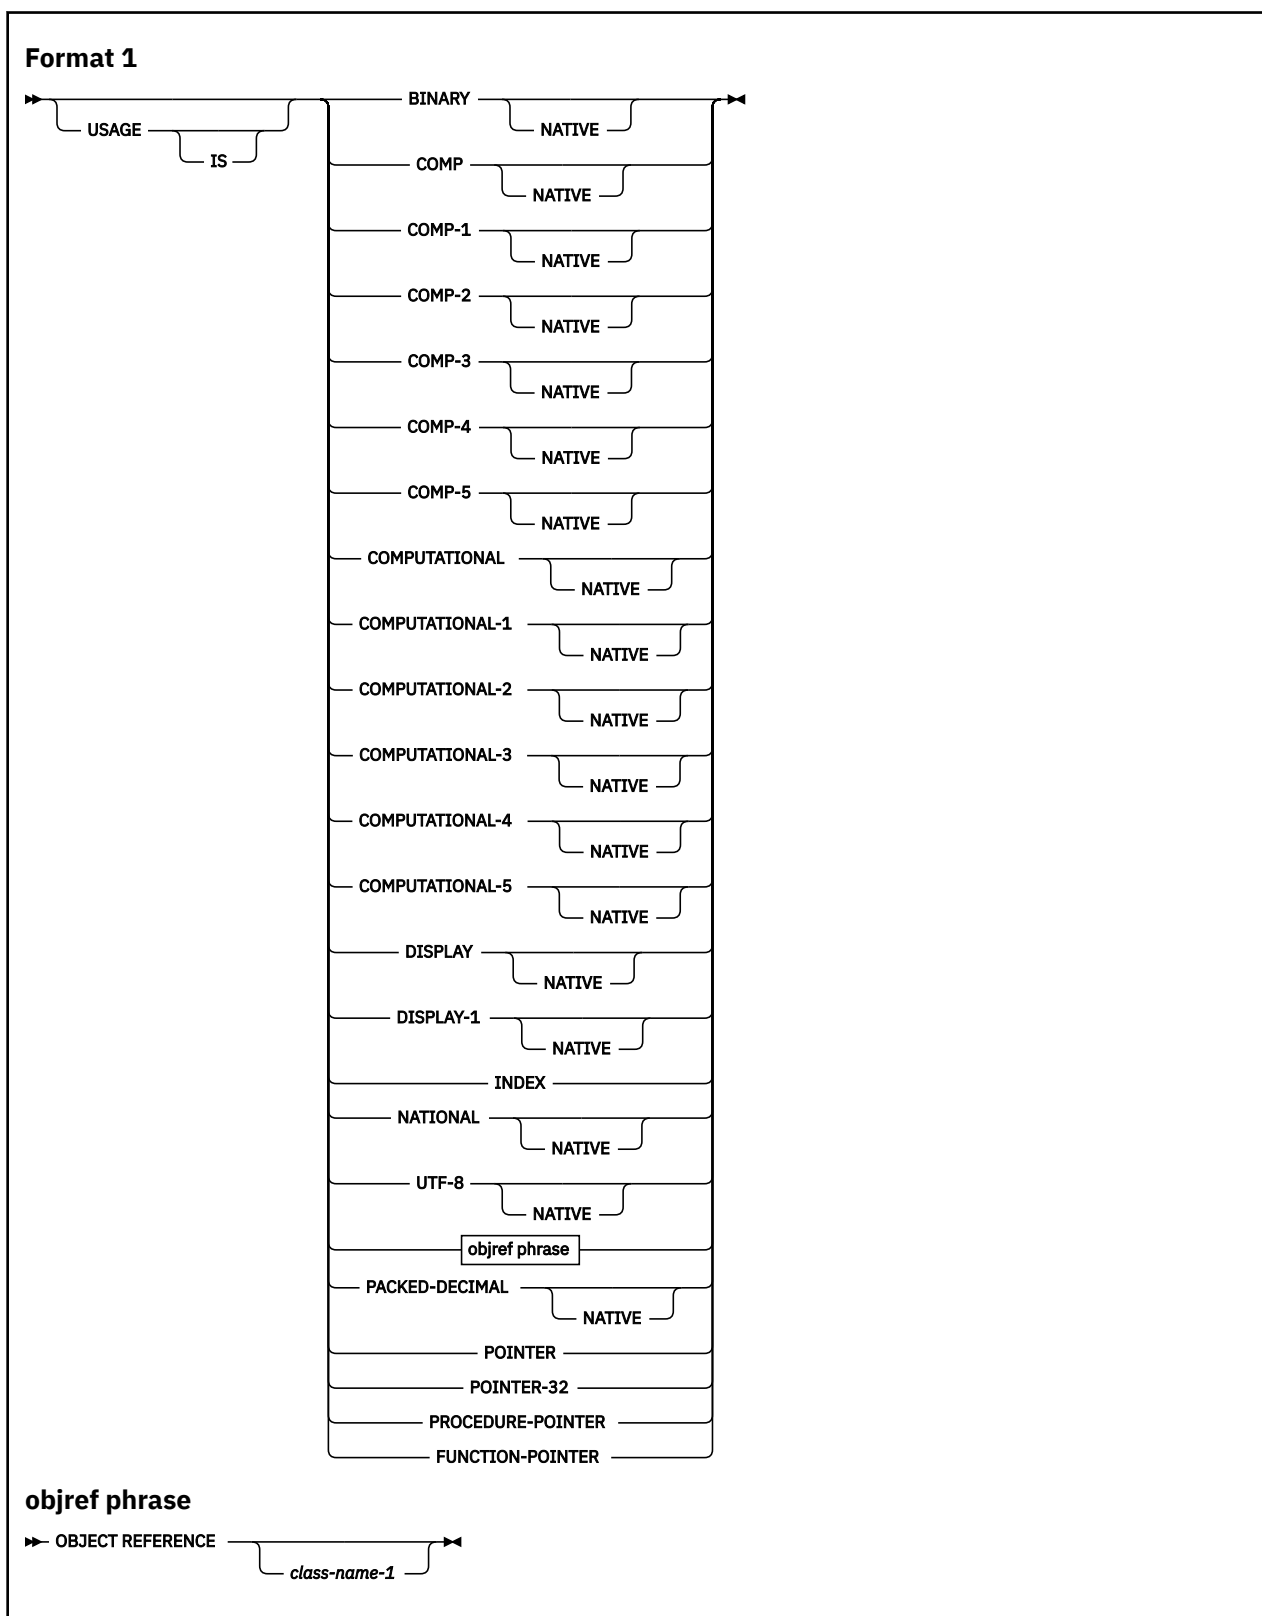 Format 1
BINARY
USAGE NATIVE
IS
COMP
NATIVE
COMP-1
NATIVE
COMP-2
NATIVE
COMP-3
NATIVE
COMP-4
NATIVE
COMP-5
NATIVE
COMPUTATIONAL
NATIVE
COMPUTATIONAL-1
NATIVE
COMPUTATIONAL-2
NATIVE
COMPUTATIONAL-3
NATIVE
COMPUTATIONAL-4
NATIVE
COMPUTATIONAL-5
NATIVE
DISPLAY
NATIVE
DISPLAY-1
NATIVE
INDEX
NATIONAL
NATIVE
UTF-8
NATIVE
objref phrase
PACKED-DECIMAL
NATIVE
POINTER
POINTER-32
PROCEDURE-POINTER
FUNCTION-POINTER
objref phrase
OBJECT REFERENCE
class-name-1